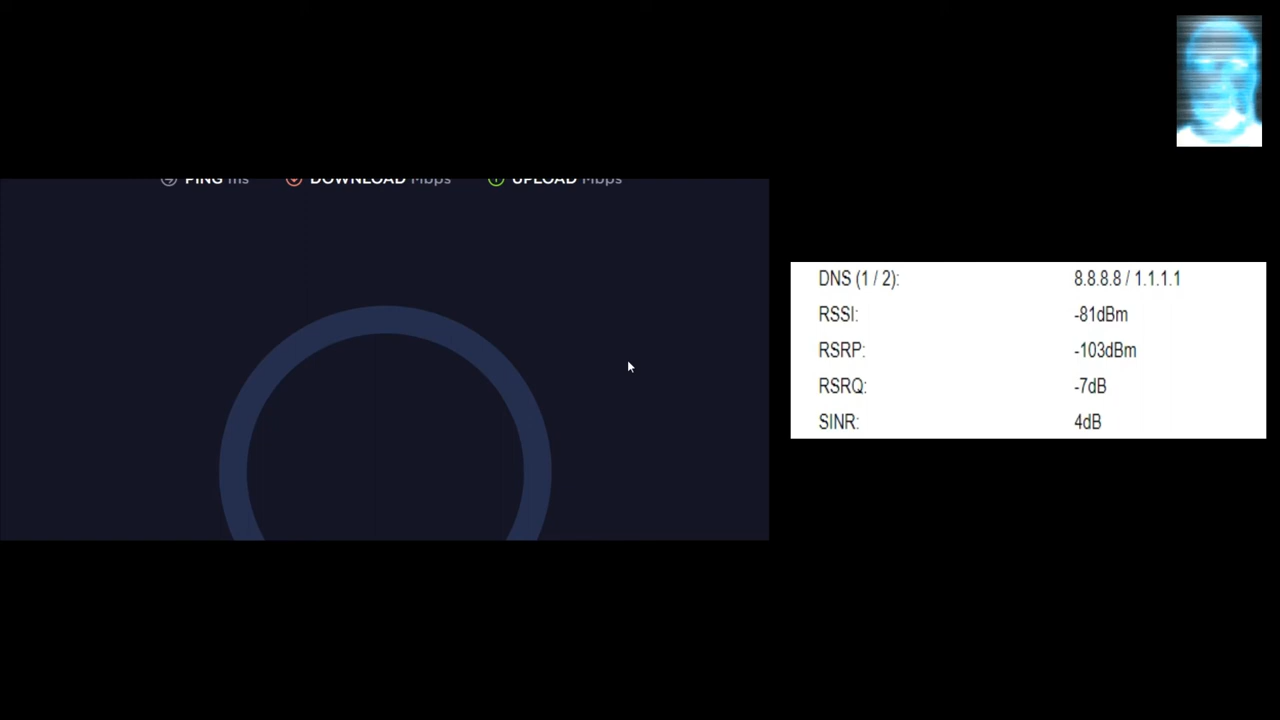 PING ms DOWNLOAD Mbps UPLOAD Mbps
DNS (1 / 2): 8.8.8.8 / 1.1.1.1
RSSI: -81dBm
RSRP: -103dBm
RSRQ: -7dB
SINR: 4dB